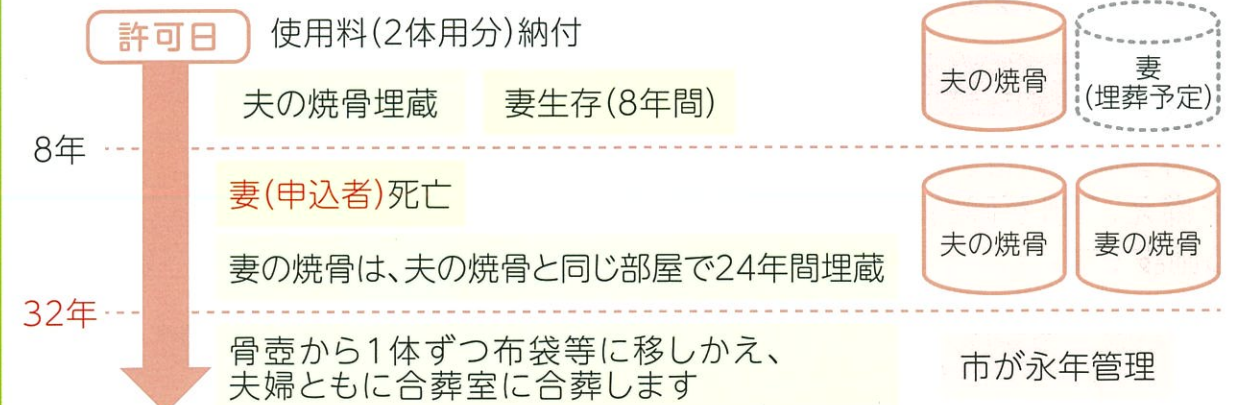 許可日 使用料(2体用分)納付
夫の焼骨埋蔵 妻生存(8年間)
夫の焼骨
妻
(埋葬予定)
8年
妻(申込者)死亡
妻の焼骨は、夫の焼骨と同じ部屋で24年間埋蔵
夫の焼骨
妻の焼骨
32年
骨壺から1体ずつ布袋等に移しかえ、
夫婦ともに合葬室に合葬します
市が永年管理